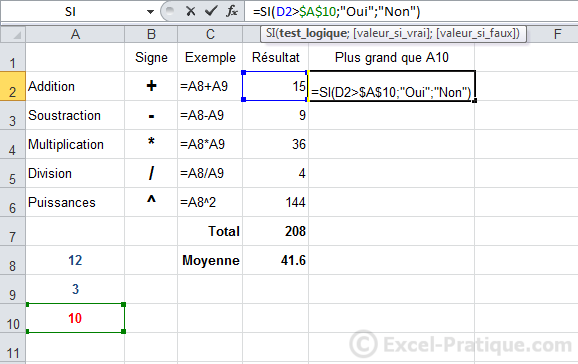 SI =SI(D2>$A$10;"Oui";"Non")
SI(test_logique; [valeur_si_vrai]; [valeur_si_faux])
A B C D E F
1 Signe Exemple Résultat Plus grand que A10
2 Addition + =A8+A9 15 =SI(D2>$A$10;"Oui";"Non")
3 Soustraction - =A8-A9 9
4 Multiplication * =A8*A9 36
5 Division / =A8/A9 4
6 Puissances ^ =A8^2 144
7 Total 208
8 12 Moyenne 41.6
9 3
10 10
11
© Excel-Pratique.com